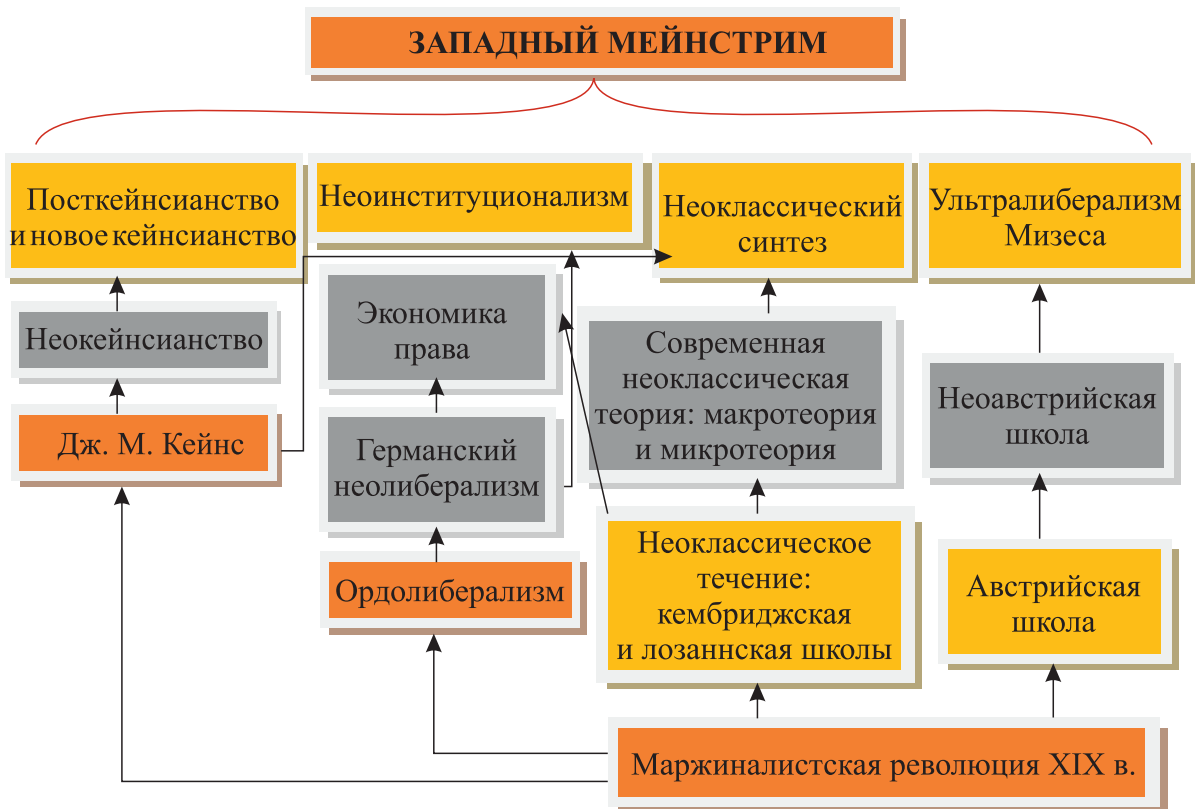 ЗАПАДНЫЙ МЕЙНСТРИМ
Посткейнсианство
и новое кейнсианство
Неоинституционализм
Неоклассический
синтез
Ультралиберализм
Мизеса
Неокейнсианство
Экономика
права
Современная
неоклассическая
теория: макротеория
и микротеория
Неоавстрийская
школа
Дж. М. Кейнс
Германский
неолиберализм
Ордолиберализм
Неоклассическое
течение:
кембриджская
и лозаннская школы
Австрийская
школа
Маржиналистская революция XIX в.